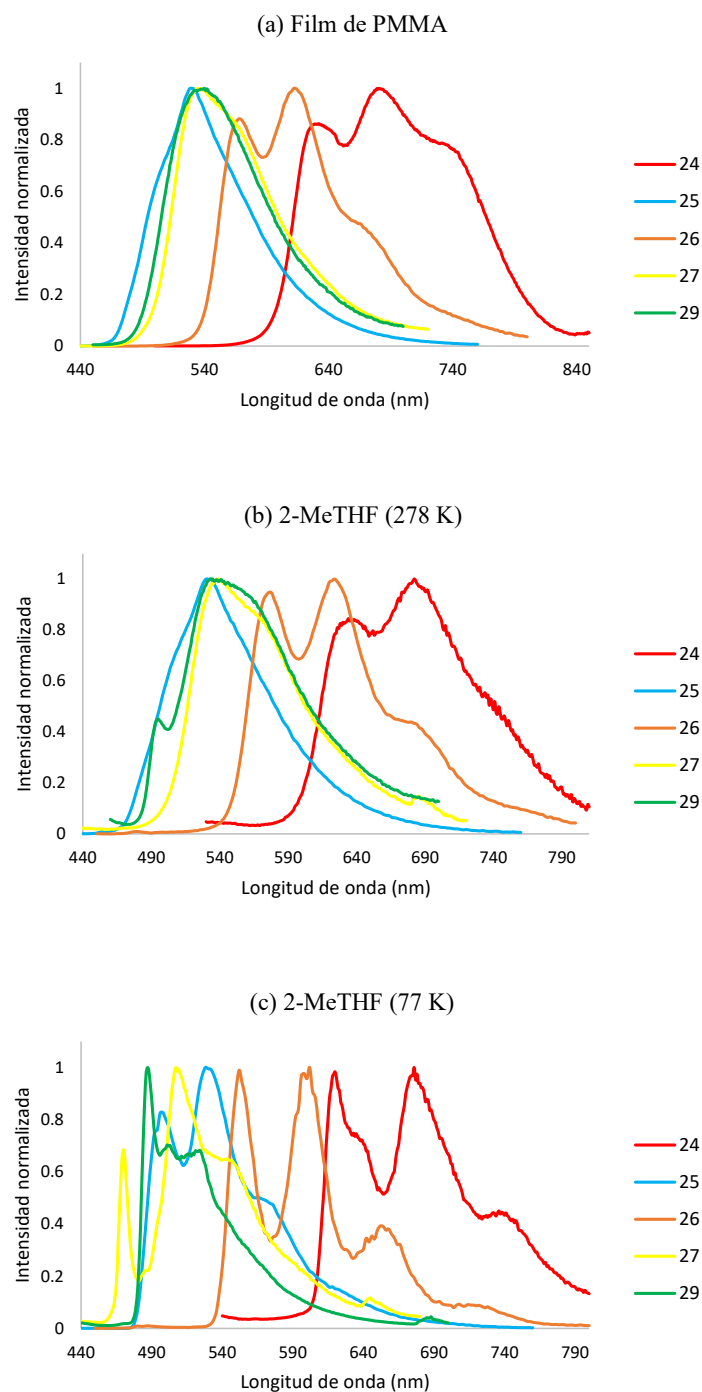 (a) Film de PMMA
1
0.8
0.6
0.4
0.2
0
440 540 640 740 840
Intensidad normalizada
Longitud de onda (nm)
24
25
26
27
29
(b) 2-MeTHF (278 K)
1
0.8
0.6
0.4
0.2
0
440 490 540 590 640 690 740 790
Intensidad normalizada
Longitud de onda (nm)
24
25
26
27
29
(c) 2-MeTHF (77 K)
1
0.8
0.6
0.4
0.2
0
440 490 540 590 640 690 740 790
Intensidad normalizada
Longitud de onda (nm)
24
25
26
27
29